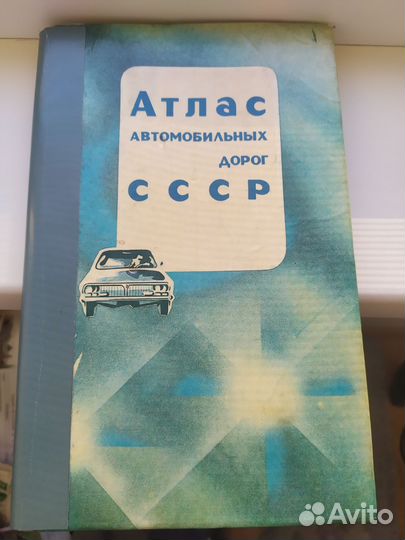 Атлас
автомобильных
дорог
СССР
Avito